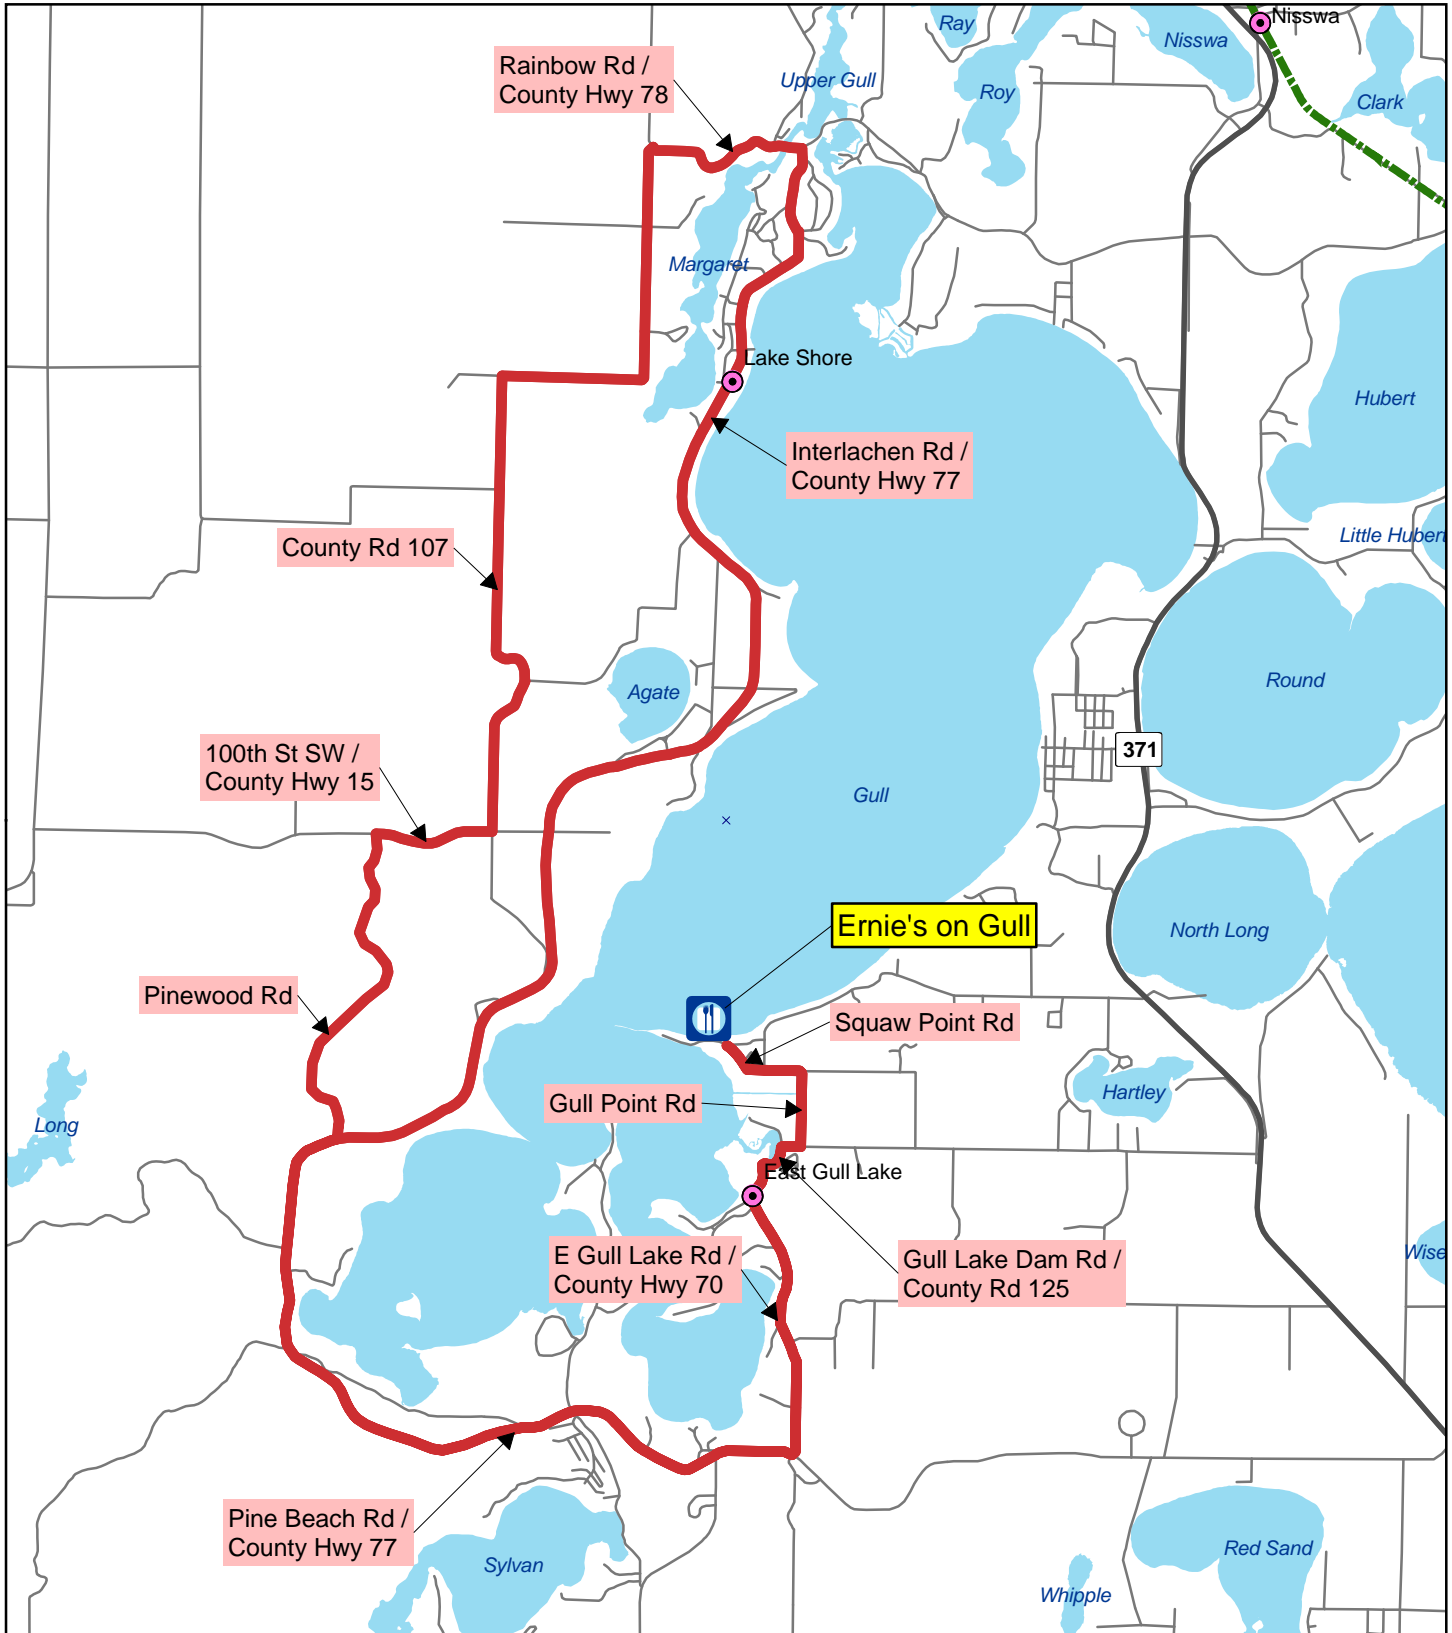 Nisswa
Ray
Nisswa
Rainbow Rd /
County Hwy 78
Upper Gull
Roy
Clark
Margaret
Lake Shore
Hubert
Interlachen Rd /
County Hwy 77
County Rd 107
Little Hubert
Agate
Round
100th St SW /
County Hwy 15
371
Gull
Ernie's on Gull
North Long
Pinewood Rd
Squaw Point Rd
Gull Point Rd
Hartley
Long
East Gull Lake
E Gull Lake Rd /
County Hwy 70
Gull Lake Dam Rd /
County Rd 125
Wise
Pine Beach Rd /
County Hwy 77
Sylvan
Red Sand
Whipple